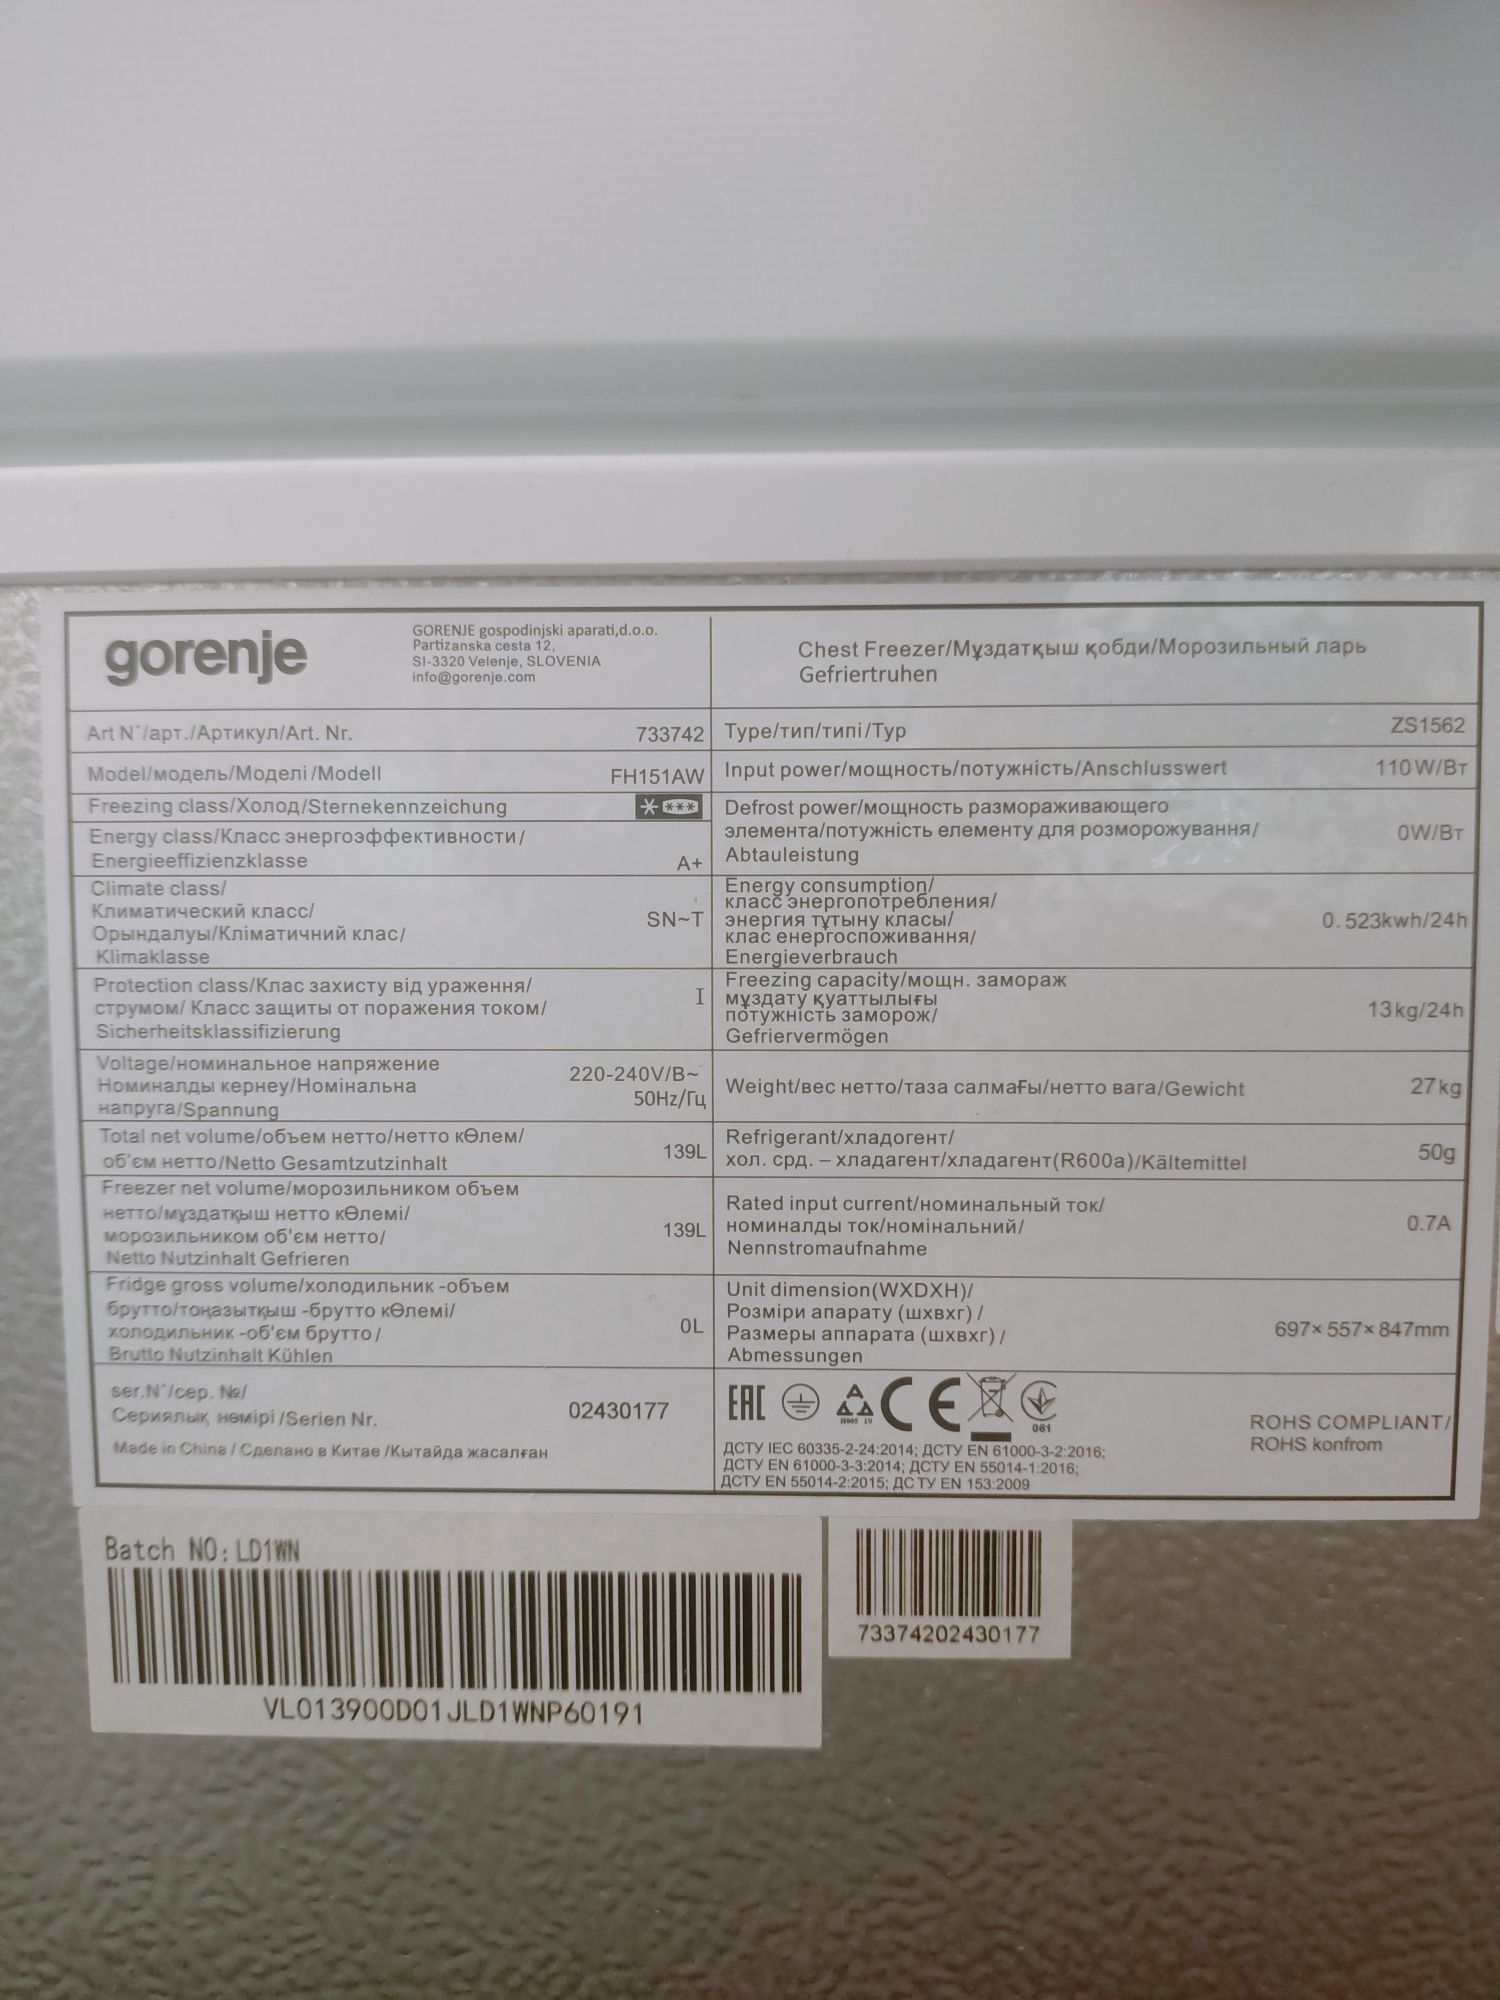 gorenje
GORENJE gospodinjski aparati,d.o.o.
Partizanska cesta 12,
SI-3320 Velenje, SLOVENIA
info@gorenje.com
Chest Freezer/Мұздатқыш қобди/Морозильный ларь
Gefriertruhen
Art N°/арт./Артикул/Art. Nr. 733742
Type/тип/типі/Typ ZS1562
Model/модель/Моделі/Modell FH151AW
Input power/мощность/потужність/Anschlusswert 110W/Вт
Freezing class/Холод/Sternekennzeichung
Energy class/Класс энергоэффективности/
Energieeffizienzklasse A+
Defrost power/мощность размораживающего
элемента/потужність елементу для розморожування/
Abtauleistung
0W/Вт
Climate class/
Климатический класс/
Орындалуы/Кліматичний клас/
Klimaklasse
SN~T
Energy consumption/
класс энергопотребления/
энергия тұтыну класы/
клас енергоспоживання/
Energieverbrauch
0.523kwh/24h
Protection class/Клас захисту від ураження/
струмом/ Класс защиты от поражения током/
Sicherheitsklassifizierung
I
Freezing capacity/мощн. замораж
мұздату қуаттылығы
потужність заморож/
Gefriervermögen
13kg/24h
Voltage/номинальное напряжение
Номиналды кернеу/Номінальна
напруга/Spannung
220-240V/В~
50Hz/Гц
Weight/вес нетто/таза салмағы/нетто вага/Gewicht 27kg
Total net volume/объем нетто/нетто көлем/
об'єм нетто/Netto Gesamtzutzinhalt
139L
Refrigerant/хладогент/
хол. срд. – хладагент/хладагент(R600a)/Kältemittel
50g
Freezer net volume/морозильником объем
нетто/мұздатқыш нетто көлемі/
морозильником об'єм нетто/
Netto Nutzinhalt Gefrieren
139L
Rated input current/номинальный ток/
номиналды ток/номінальний/
Nennstromaufnahme
0.7A
Fridge gross volume/холодильник -объем
брутто/тоңазытқыш -брутто көлемі/
холодильник -об'єм брутто/
Brutto Nutzinhalt Kühlen
0L
Unit dimension(WXDXH)/
Розміри апарату (шхвхг)/
Размеры аппарата (шхвхг)/
Abmessungen
697×557×847mm
ser.N°/сер. №/
Сериялық нөмірі/Serien Nr.
02430177
Made in China / Сделано в Китае /Кытайда жасалған
EAC
H005 19
CE
061
ДСТУ IEC 60335-2-24:2014; ДСТУ EN 61000-3-2:2016;
ДСТУ EN 61000-3-3:2014; ДСТУ EN 55014-1:2016;
ДСТУ EN 55014-2:2015; ДСТУ EN 153:2009
ROHS COMPLIANT/
ROHS konfrom
Batch NO: LD1WN
VL013900D01JLD1WNP60191
73374202430177